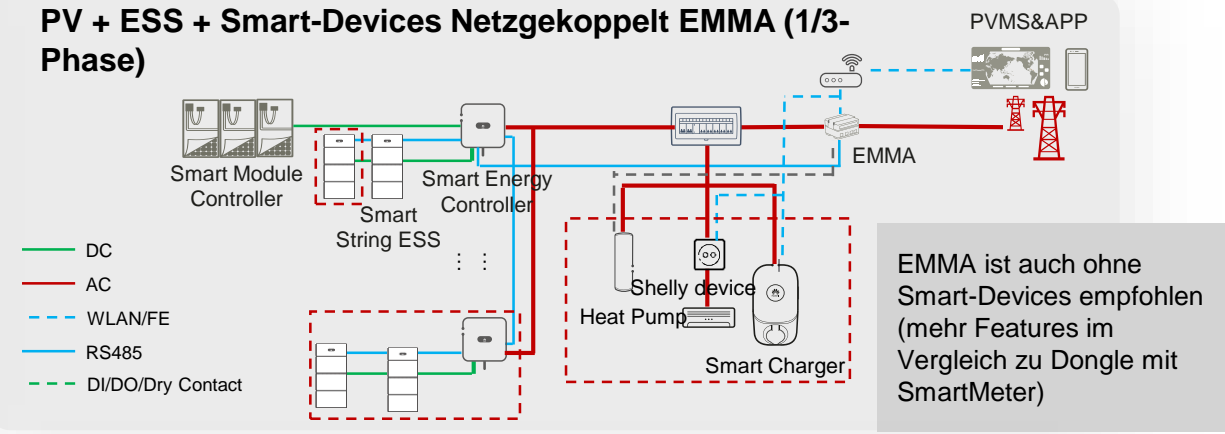 PV + ESS + Smart-Devices Netzgekoppelt EMMA (1/3-
Phase)
PVMS&APP
EMMA
Smart Module
Controller
Smart Energy
Controller
Smart
String ESS
DC
AC
WLAN/FE
RS485
DI/DO/Dry Contact
Shelly device
Heat Pump
Smart Charger
EMMA ist auch ohne
Smart-Devices empfohlen
(mehr Features im
Vergleich zu Dongle mit
SmartMeter)